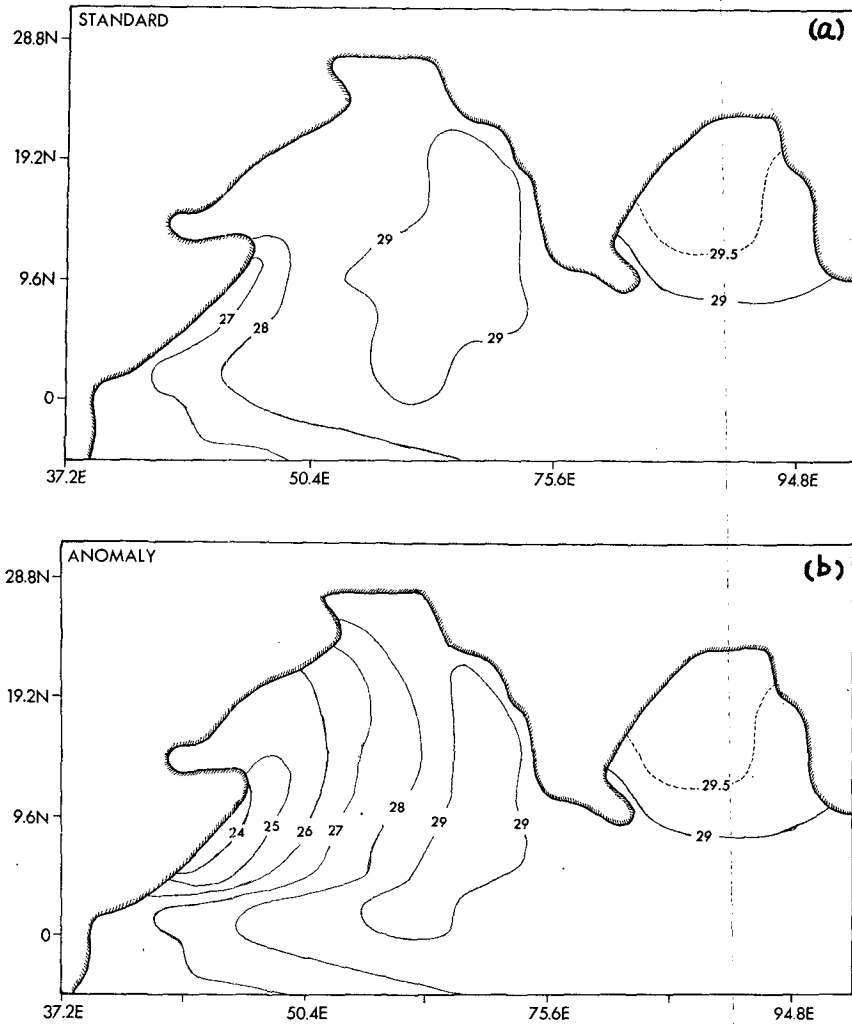 STANDARD
(a)
28.8N
19.2N
29
29.5
9.6N
27
28
29
29
0
37.2E
50.4E
75.6E
94.8E
ANOMALY
(b)
28.8N
19.2N
29.5
9.6N
24
25
26
27
28
29
29
29
0
37.2E
50.4E
75.6E
94.8E